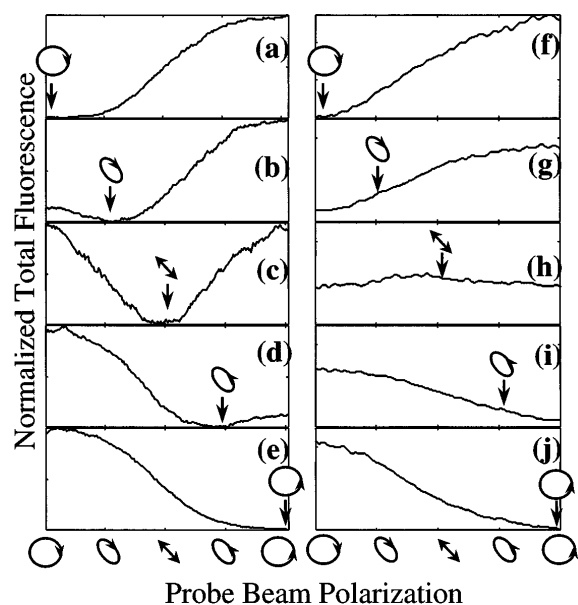 Normalized Total Fluorescence
(a)
(b)
(c)
(d)
(e)
(f)
(g)
(h)
(i)
(j)
Probe Beam Polarization